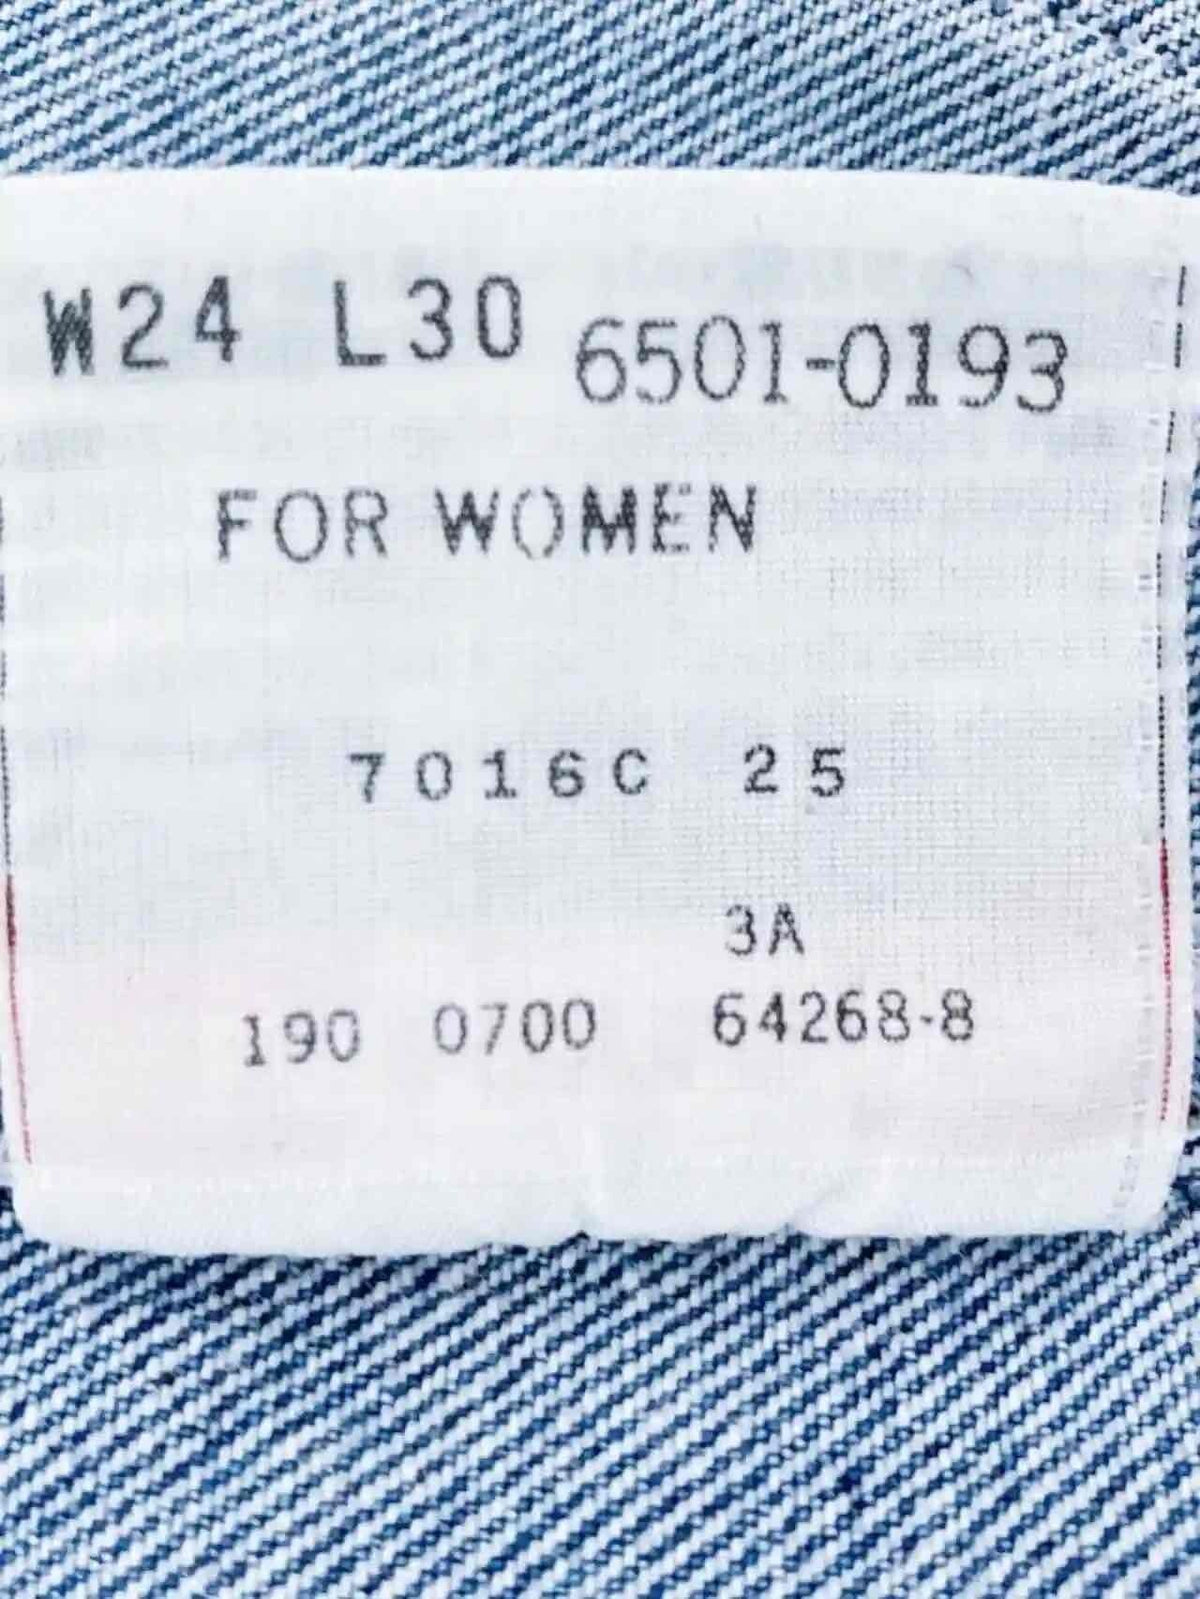 W24 L30 6501-0193
FOR WOMEN
7016C 25
3A
190 0700 64268-8